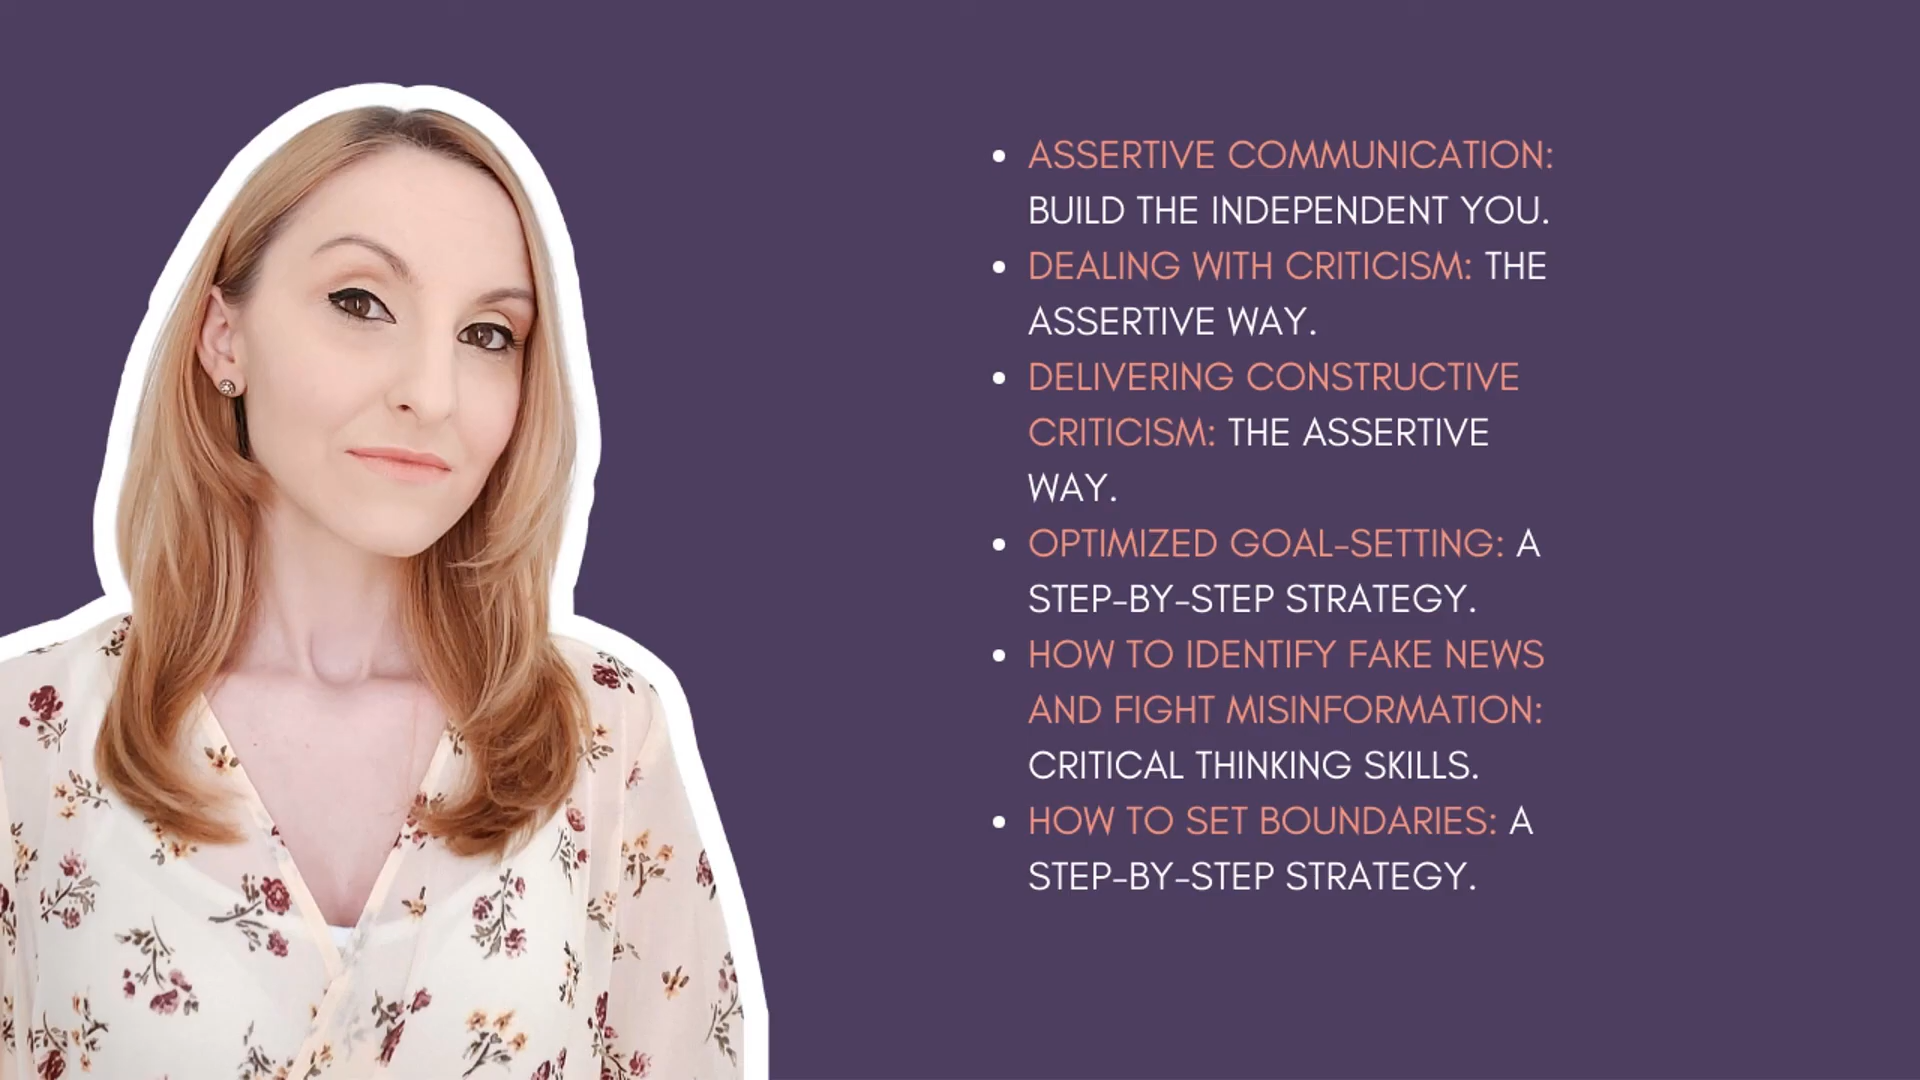 ASSERTIVE COMMUNICATION:
BUILD THE INDEPENDENT YOU.
DEALING WITH CRITICISM: THE
ASSERTIVE WAY.
DELIVERING CONSTRUCTIVE
CRITICISM: THE ASSERTIVE
WAY.
OPTIMIZED GOAL-SETTING: A
STEP-BY-STEP STRATEGY.
HOW TO IDENTIFY FAKE NEWS
AND FIGHT MISINFORMATION:
CRITICAL THINKING SKILLS.
HOW TO SET BOUNDARIES: A
STEP-BY-STEP STRATEGY.